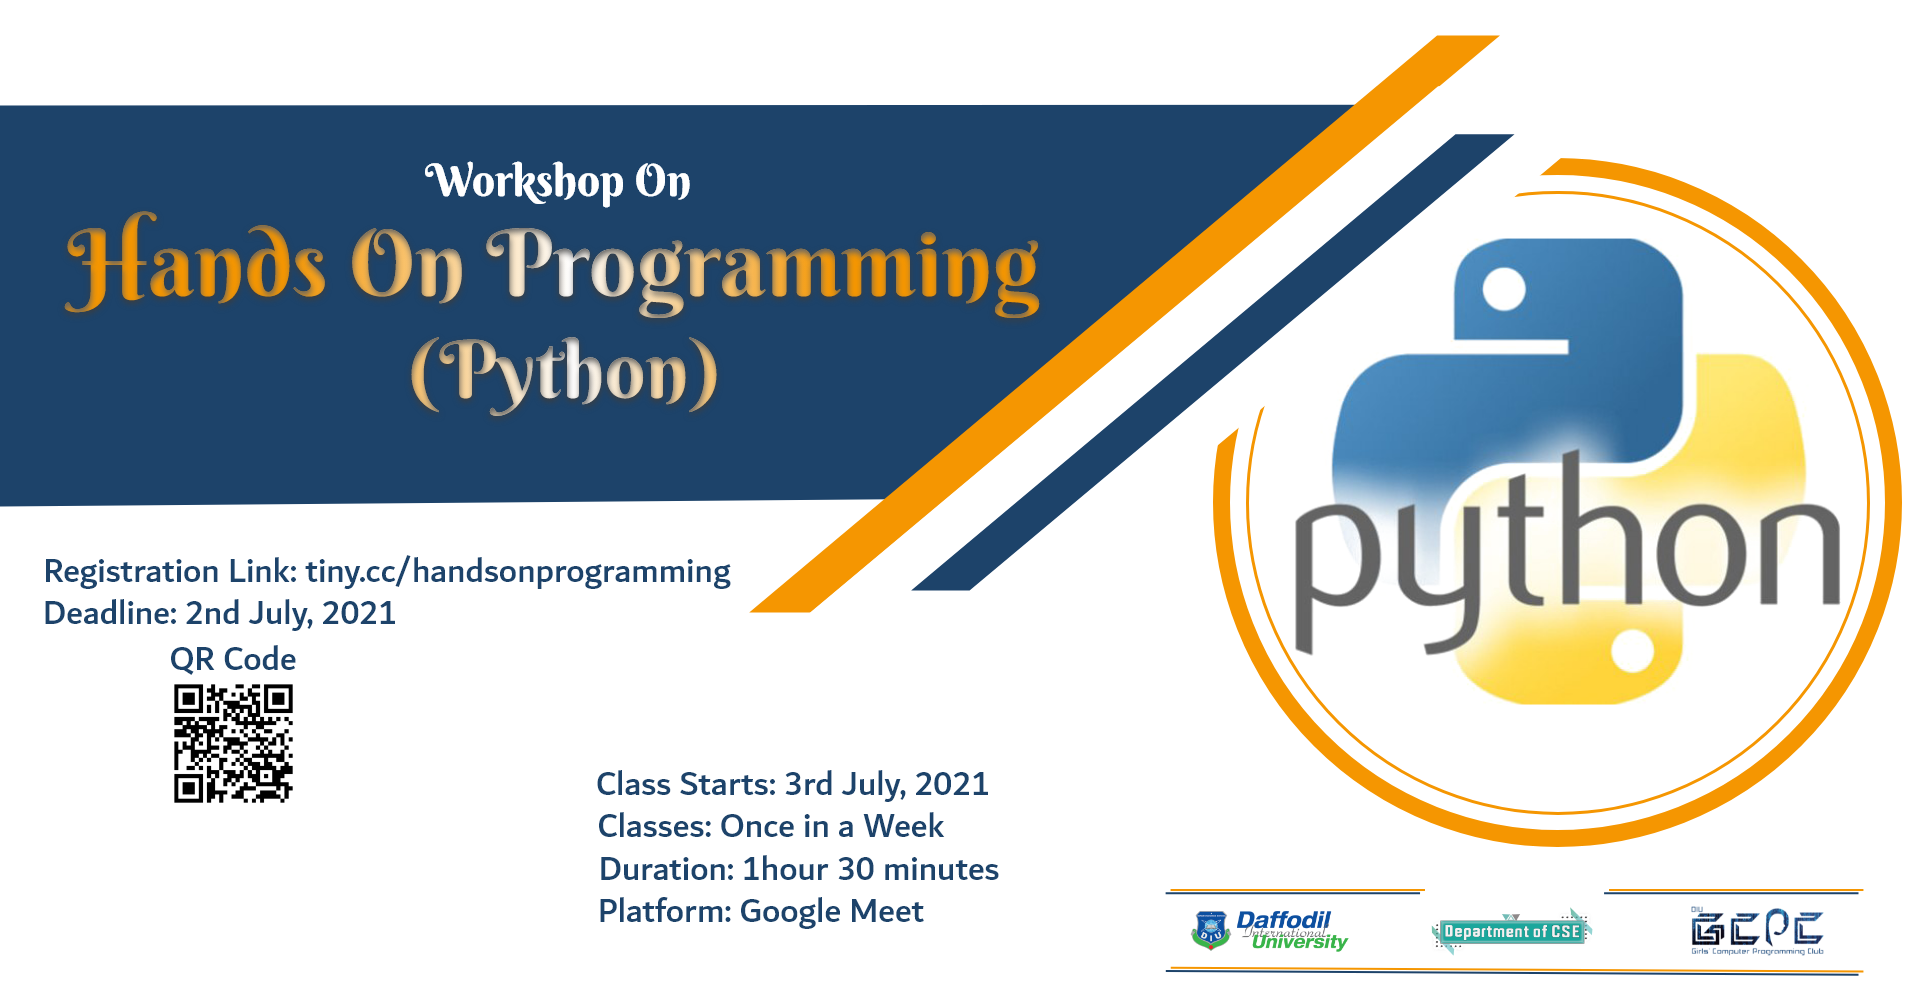 Workshop On
Hands On Programming
(Python)
Registration Link: tiny.cc/handsonprogramming
Deadline: 2nd July, 2021
QR Code
Class Starts: 3rd July, 2021
Classes: Once in a Week
Duration: 1hour 30 minutes
Platform: Google Meet
python
DIU
Daffodil
International
University
Department of CSE
DIU
GCPC
Girls' Computer Programming Club